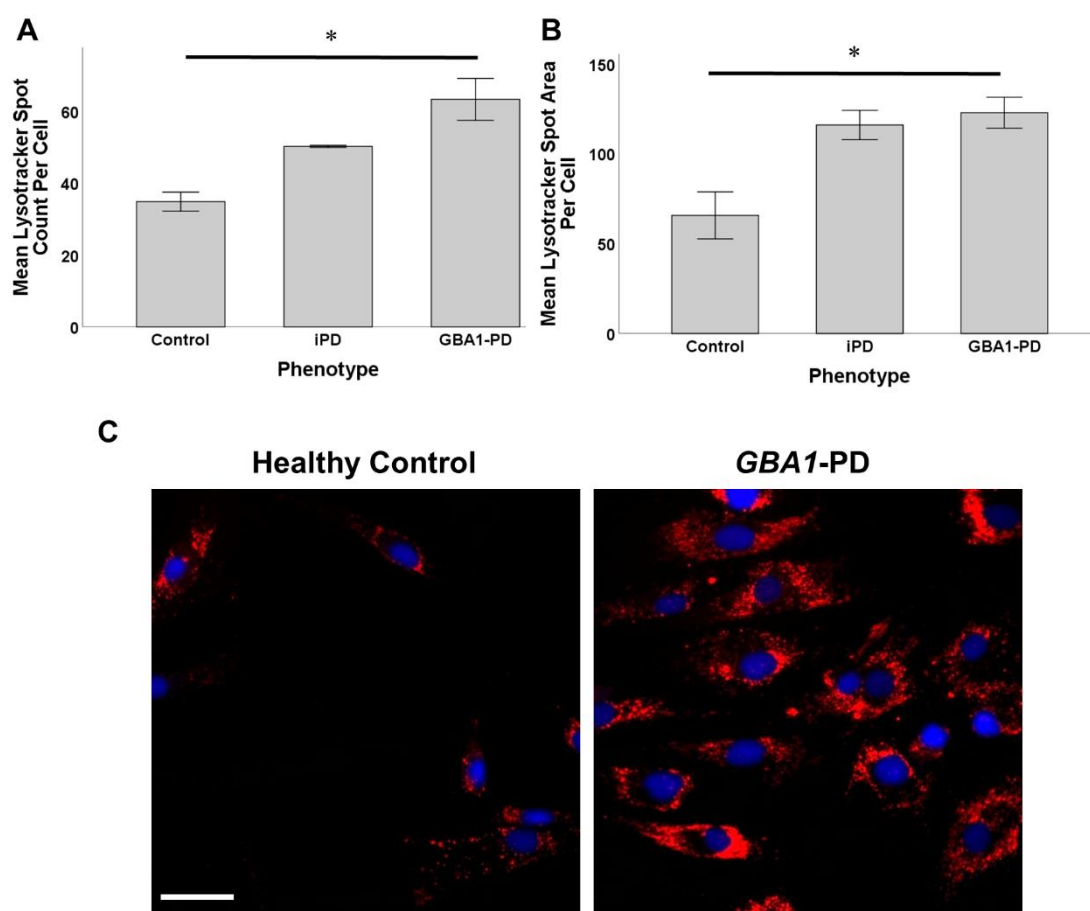 A
*
Mean Lysotracker Spot
Count Per Cell
60
40
20
0
Control
iPD
GBA1-PD
Phenotype
B
*
Mean Lysotracker Spot Area
Per Cell
150
100
50
0
Control
iPD
GBA1-PD
Phenotype
C
Healthy Control
GBA1-PD